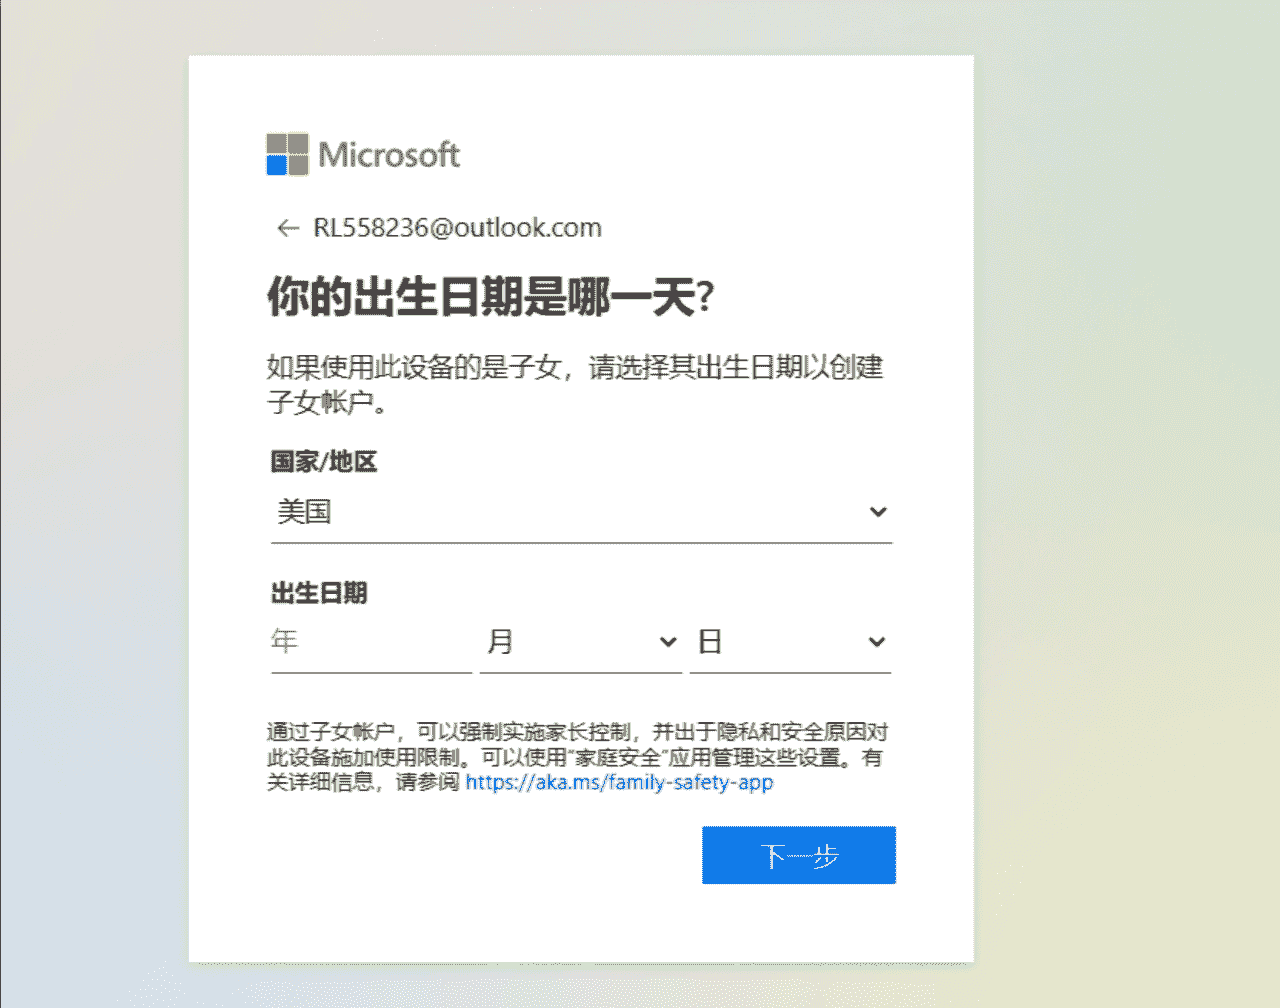 Microsoft
← RL558236@outlook.com
你的出生日期是哪一天?
如果使用此设备的是子女，请选择其出生日期以创建
子女帐户。
国家/地区
美国
出生日期
年 月 日
通过子女帐户，可以强制实施家长控制，并出于隐私和安全原因对
此设备施加使用限制。可以使用“家庭安全”应用管理这些设置。有
关详细信息，请参阅 https://aka.ms/family-safety-app
下一步